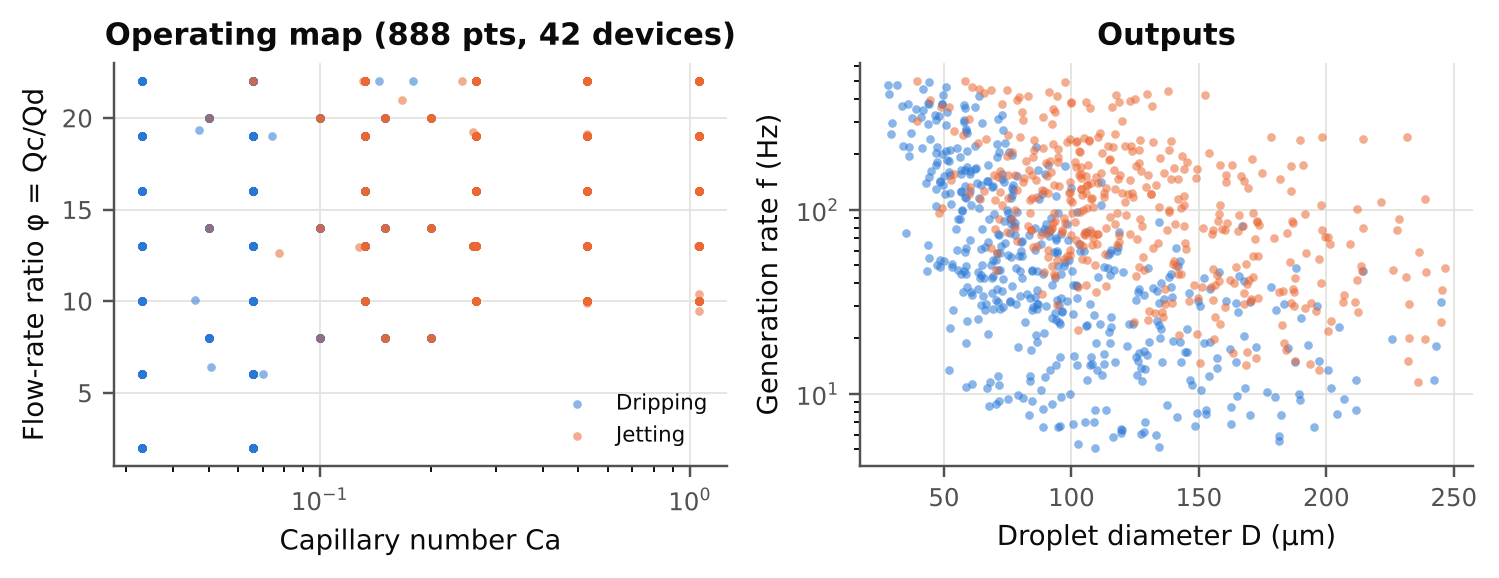 Operating map (888 pts, 42 devices)
Flow-rate ratio φ = Qc/Qd
20
15
10
5
Dripping
Jetting
10⁻¹
10⁰
Capillary number Ca
Outputs
Generation rate f (Hz)
10²
10¹
50
100
150
200
250
Droplet diameter D (μm)